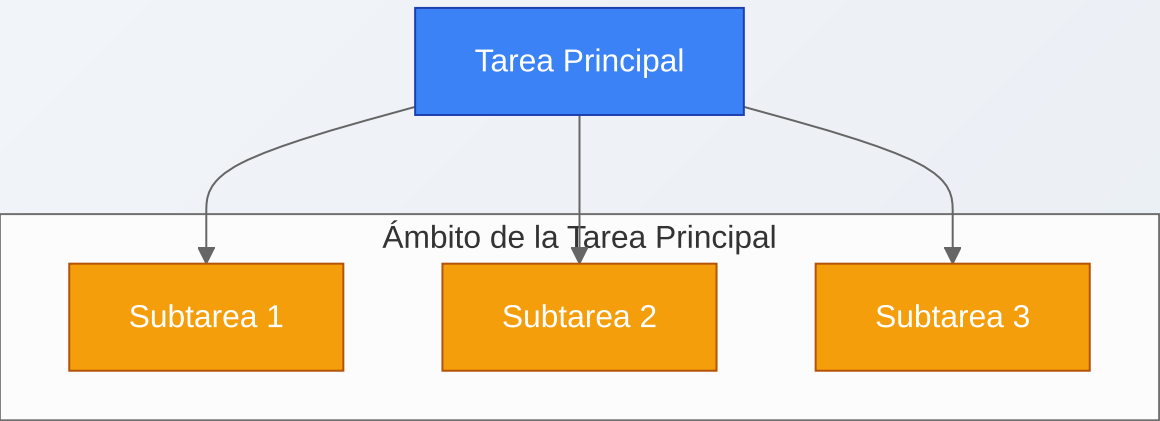 Tarea Principal
Ámbito de la Tarea Principal
Subtarea 1
Subtarea 2
Subtarea 3